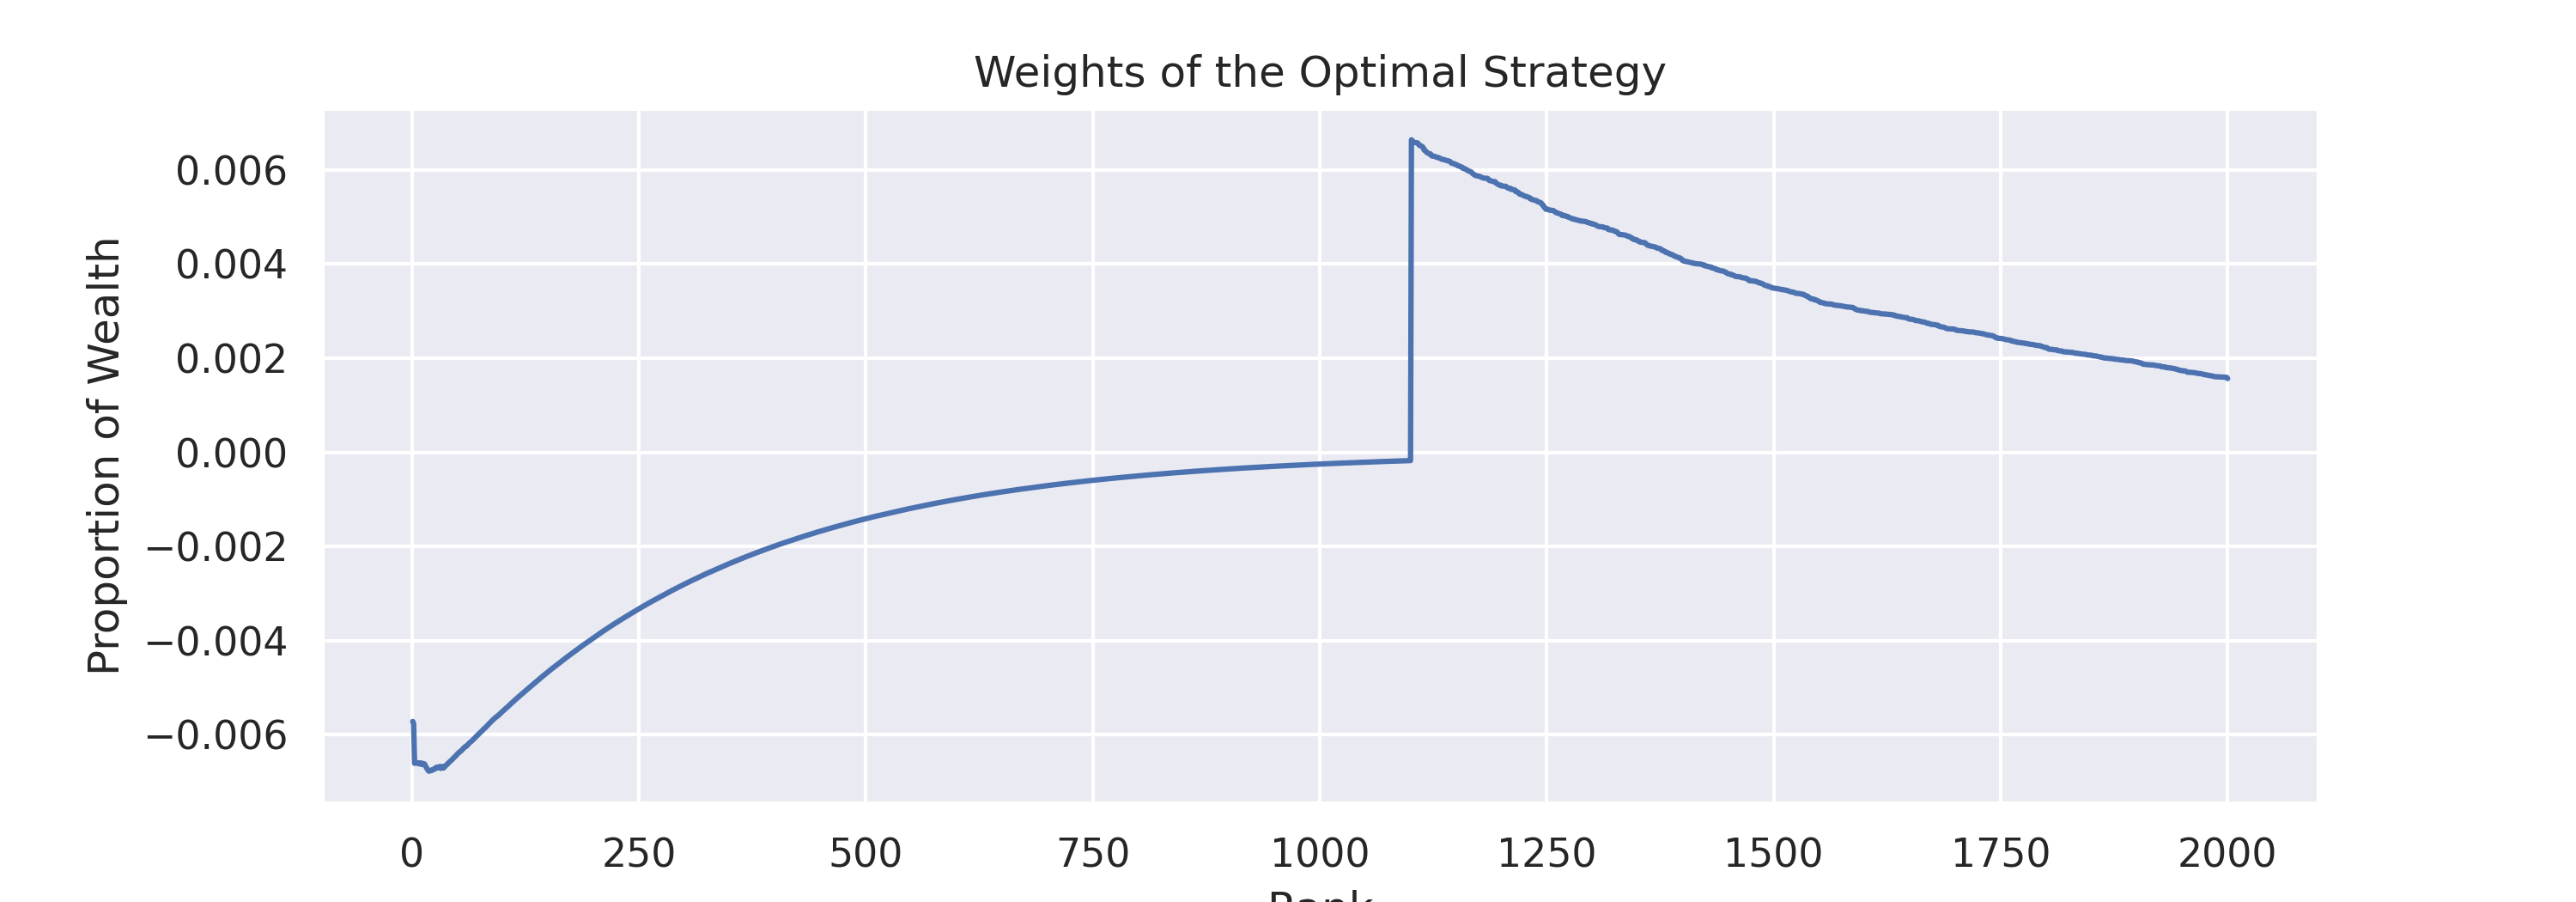 Weights of the Optimal Strategy
Proportion of Wealth
0.006
0.004
0.002
0.000
−0.002
−0.004
−0.006
0 250 500 750 1000 1250 1500 1750 2000
Rank